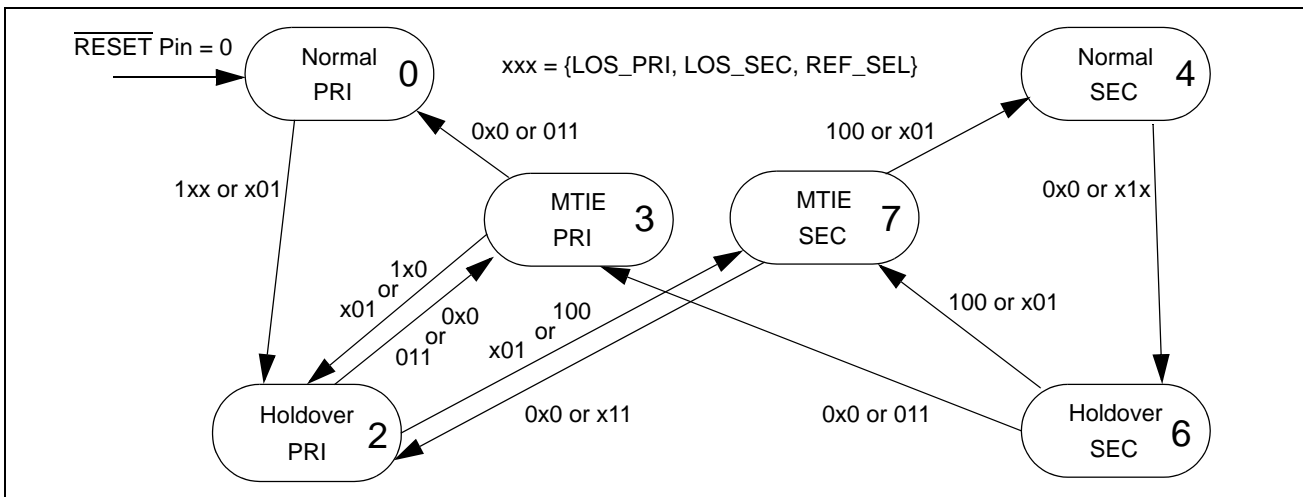 RESET Pin = 0
Normal
PRI
0
xxx = {LOS_PRI, LOS_SEC, REF_SEL}
Normal
SEC
4
0x0 or 011
100 or x01
1xx or x01
0x0 or x1x
MTIE
PRI
3
MTIE
SEC
7
x01 or 1x0
011 or 0x0
x01 or 100
100 or x01
0x0 or x11
0x0 or 011
Holdover
PRI
2
Holdover
SEC
6